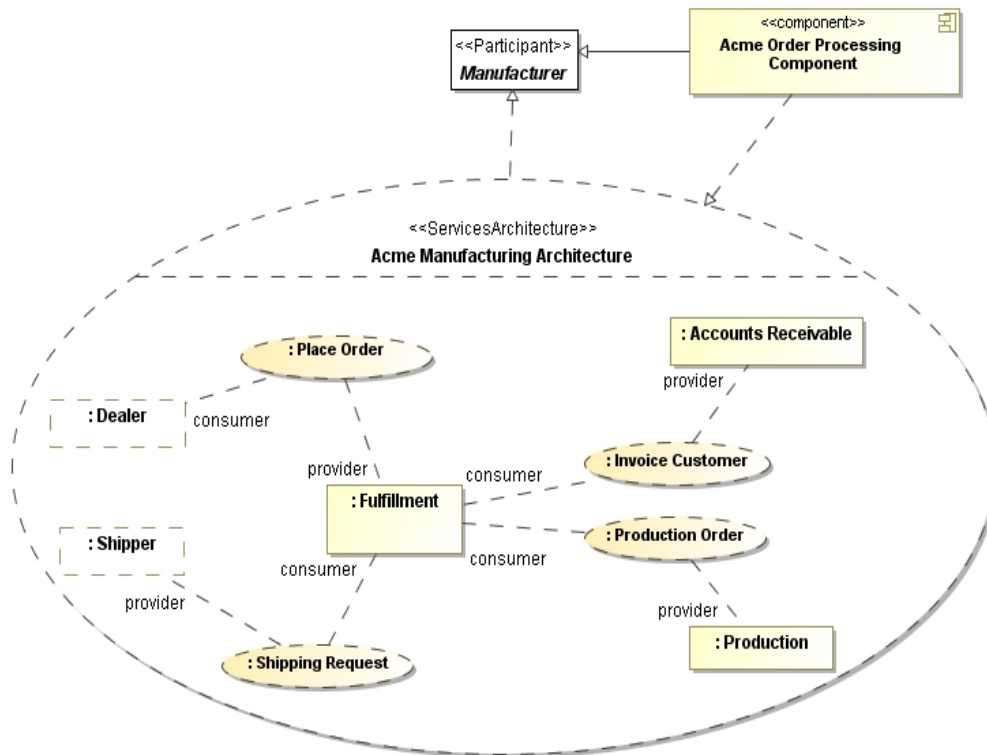 <<component>>
Acme Order Processing
Component
<<Participant>>
Manufacturer
<<ServicesArchitecture>>
Acme Manufacturing Architecture
: Place Order
: Accounts Receivable
provider
: Dealer
consumer
provider
consumer
: Invoice Customer
: Fulfillment
: Shipper
consumer
consumer
: Production Order
provider
provider
: Shipping Request
: Production